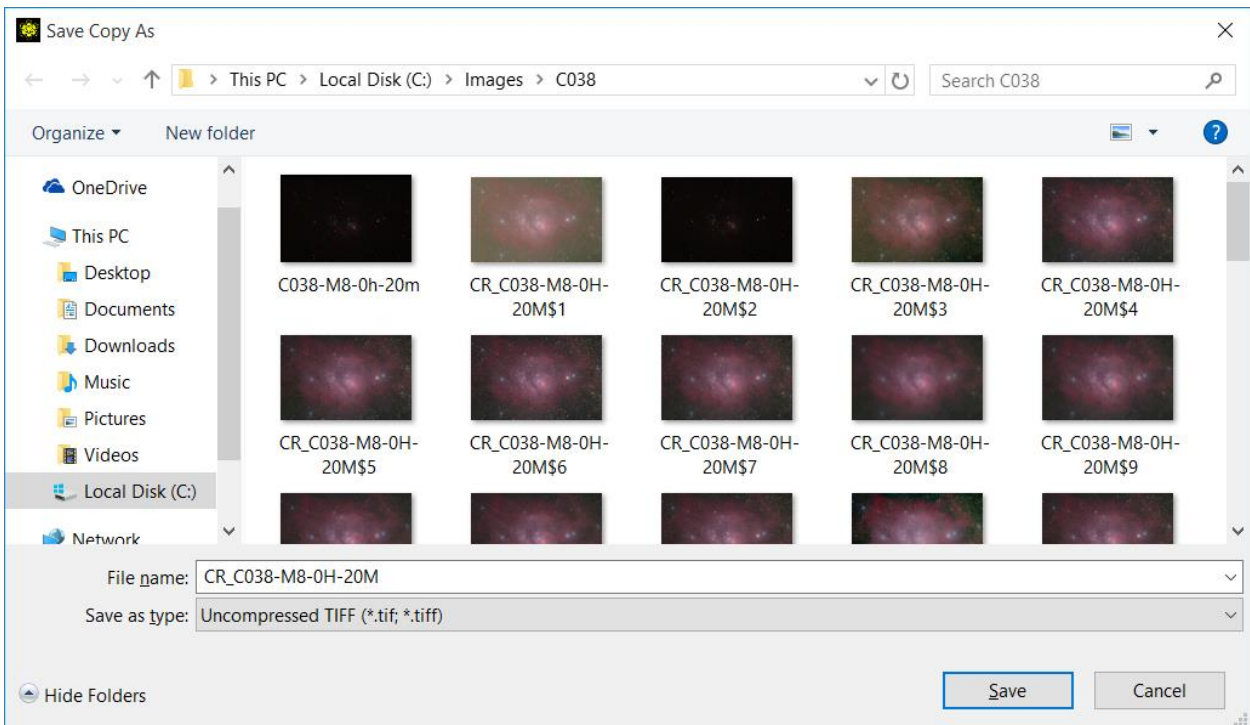 Save Copy As
This PC > Local Disk (C:) > Images > C038
Search C038
Organize
New folder
OneDrive
This PC
Desktop
Documents
Downloads
Music
Pictures
Videos
Local Disk (C:)
Network
C038-M8-0h-20m
CR_C038-M8-0H-
20M$1
CR_C038-M8-0H-
20M$2
CR_C038-M8-0H-
20M$3
CR_C038-M8-0H-
20M$4
CR_C038-M8-0H-
20M$5
CR_C038-M8-0H-
20M$6
CR_C038-M8-0H-
20M$7
CR_C038-M8-0H-
20M$8
CR_C038-M8-0H-
20M$9
File name: CR_C038-M8-0H-20M
Save as type: Uncompressed TIFF (*.tif; *.tiff)
Hide Folders
Save
Cancel